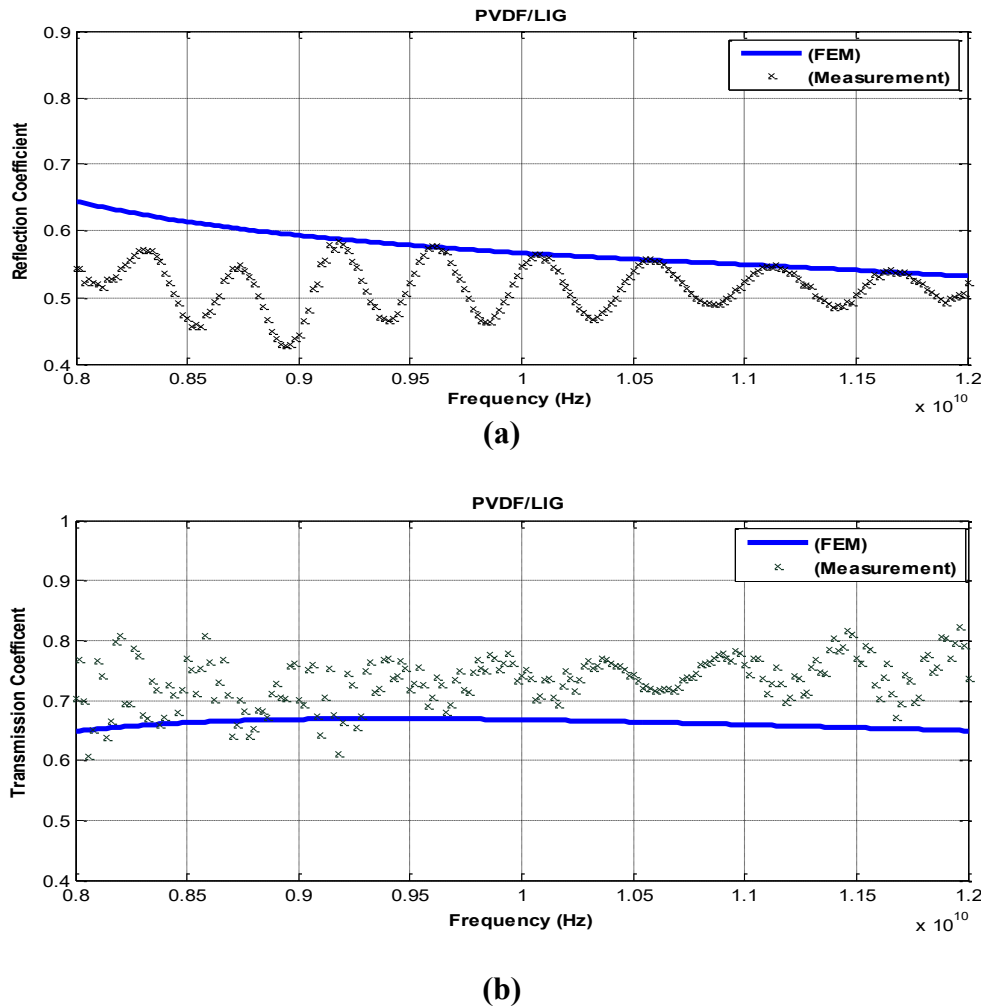 PVDF/LIG
0.9
0.8
0.7
0.6
0.5
0.4
Reflection Coefficient
(FEM)
(Measurement)
0.8 0.85 0.9 0.95 1 1.05 1.1 1.15 1.2
Frequency (Hz)
x 10^10
(a)
PVDF/LIG
1
0.9
0.8
0.7
0.6
0.5
0.4
Transmission Coefficent
(FEM)
(Measurement)
0.8 0.85 0.9 0.95 1 1.05 1.1 1.15 1.2
Frequency (Hz)
x 10^10
(b)